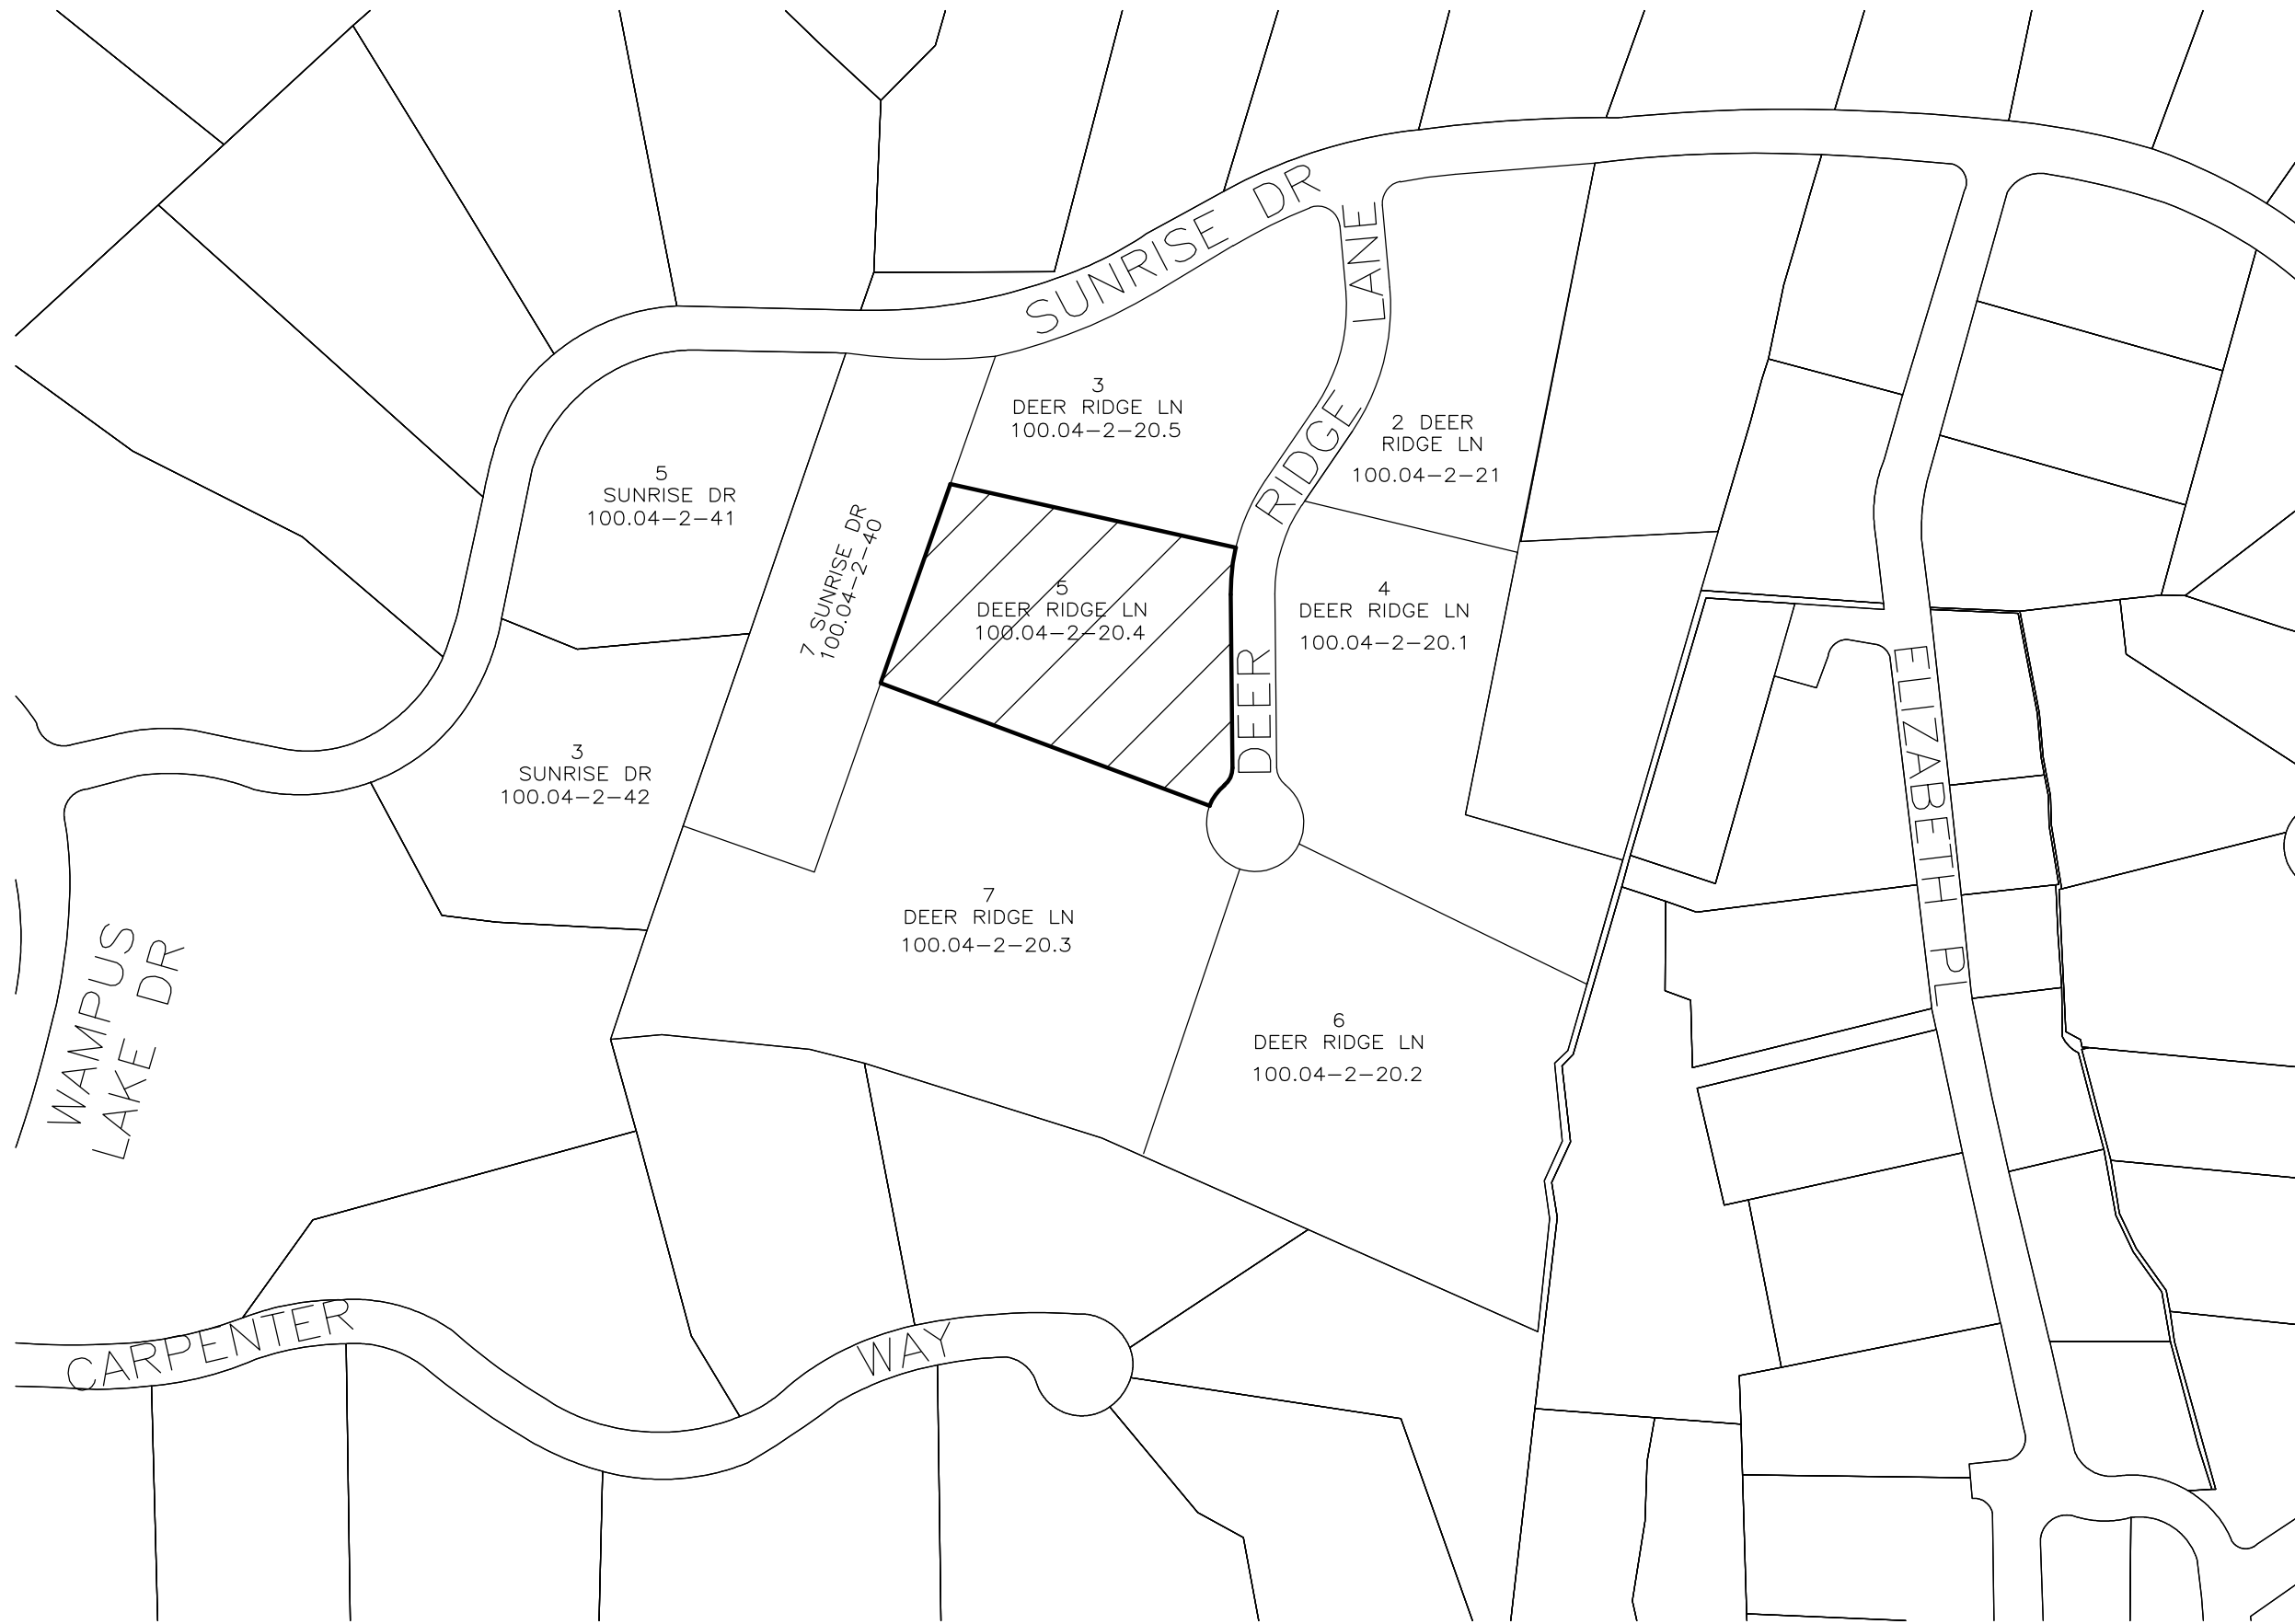 SUNRISE DR
DEER RIDGE LANE
3
DEER RIDGE LN
100.04-2-20.5
2 DEER
RIDGE LN
100.04-2-21
5
SUNRISE DR
100.04-2-41
7 SUNRISE DR
100.04-2-40
5
DEER RIDGE LN
100.04-2-20.4
4
DEER RIDGE LN
100.04-2-20.1
ELIZABETH PL
3
SUNRISE DR
100.04-2-42
7
DEER RIDGE LN
100.04-2-20.3
WAMPUS
LAKE DR
6
DEER RIDGE LN
100.04-2-20.2
CARPENTER WAY